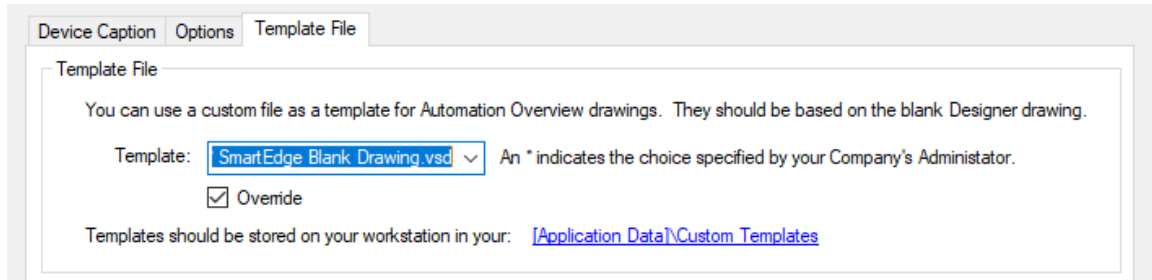 Device Caption Options Template File
Template File
You can use a custom file as a template for Automation Overview drawings. They should be based on the blank Designer drawing.
Template: SmartEdge Blank Drawing.vsd An * indicates the choice specified by your Company's Administator.
Override
Templates should be stored on your workstation in your: [Application Data]\Custom Templates